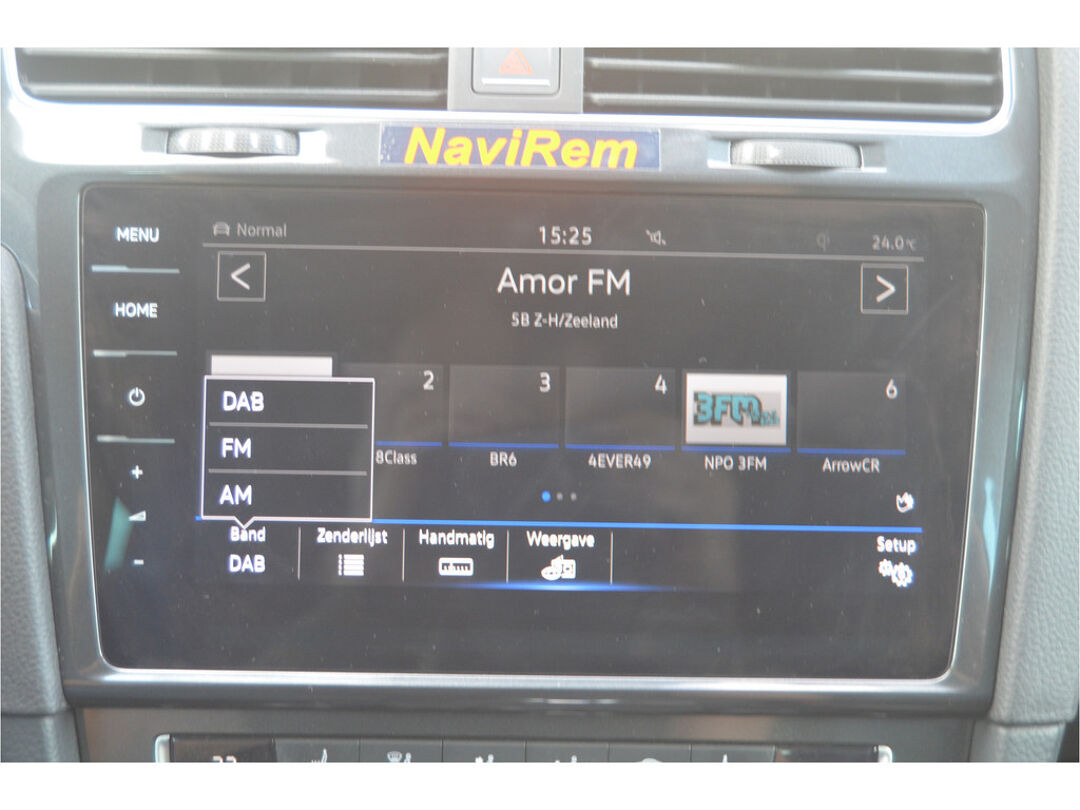 NaviRem
MENU
Normal
15:25
24.0°C
<
Amor FM
>
5B Z-H/Zeeland
HOME
2
3
4
6
DAB
FM
AM
3FM
8Class
BR6
4EVER49
NPO 3FM
ArrowCR
+
-
Band
Zenderlijst
Handmatig
Weergave
Setup
DAB